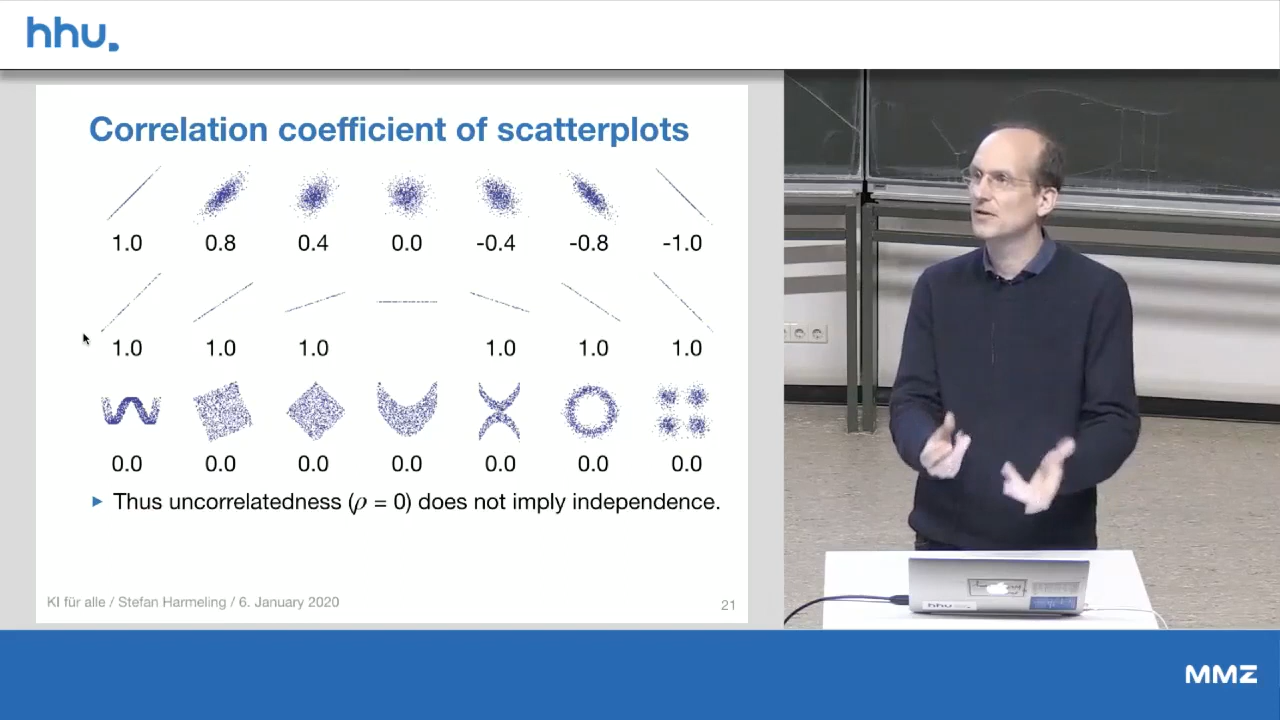 hhu.
Correlation coefficient of scatterplots
1.0 0.8 0.4 0.0 -0.4 -0.8 -1.0
1.0 1.0 1.0 1.0 1.0 1.0
0.0 0.0 0.0 0.0 0.0 0.0 0.0
Thus uncorrelatedness (ρ = 0) does not imply independence.
KI für alle / Stefan Harmeling / 6. January 2020
21
hhu.
MMZ